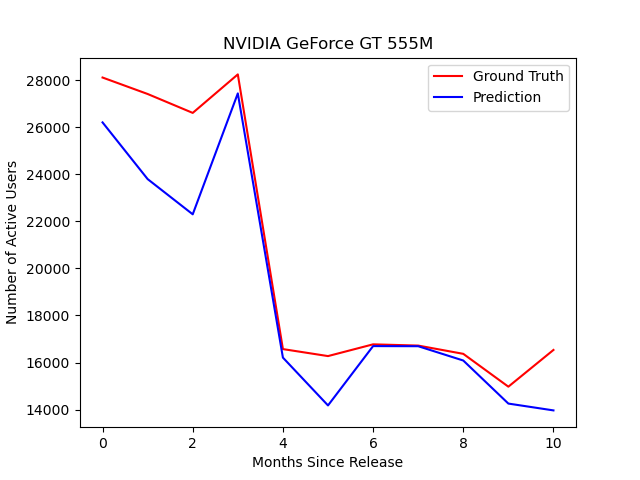 NVIDIA GeForce GT 555M
Ground Truth
Prediction
28000
26000
24000
22000
20000
18000
16000
14000
Number of Active Users
0 2 4 6 8 10
Months Since Release